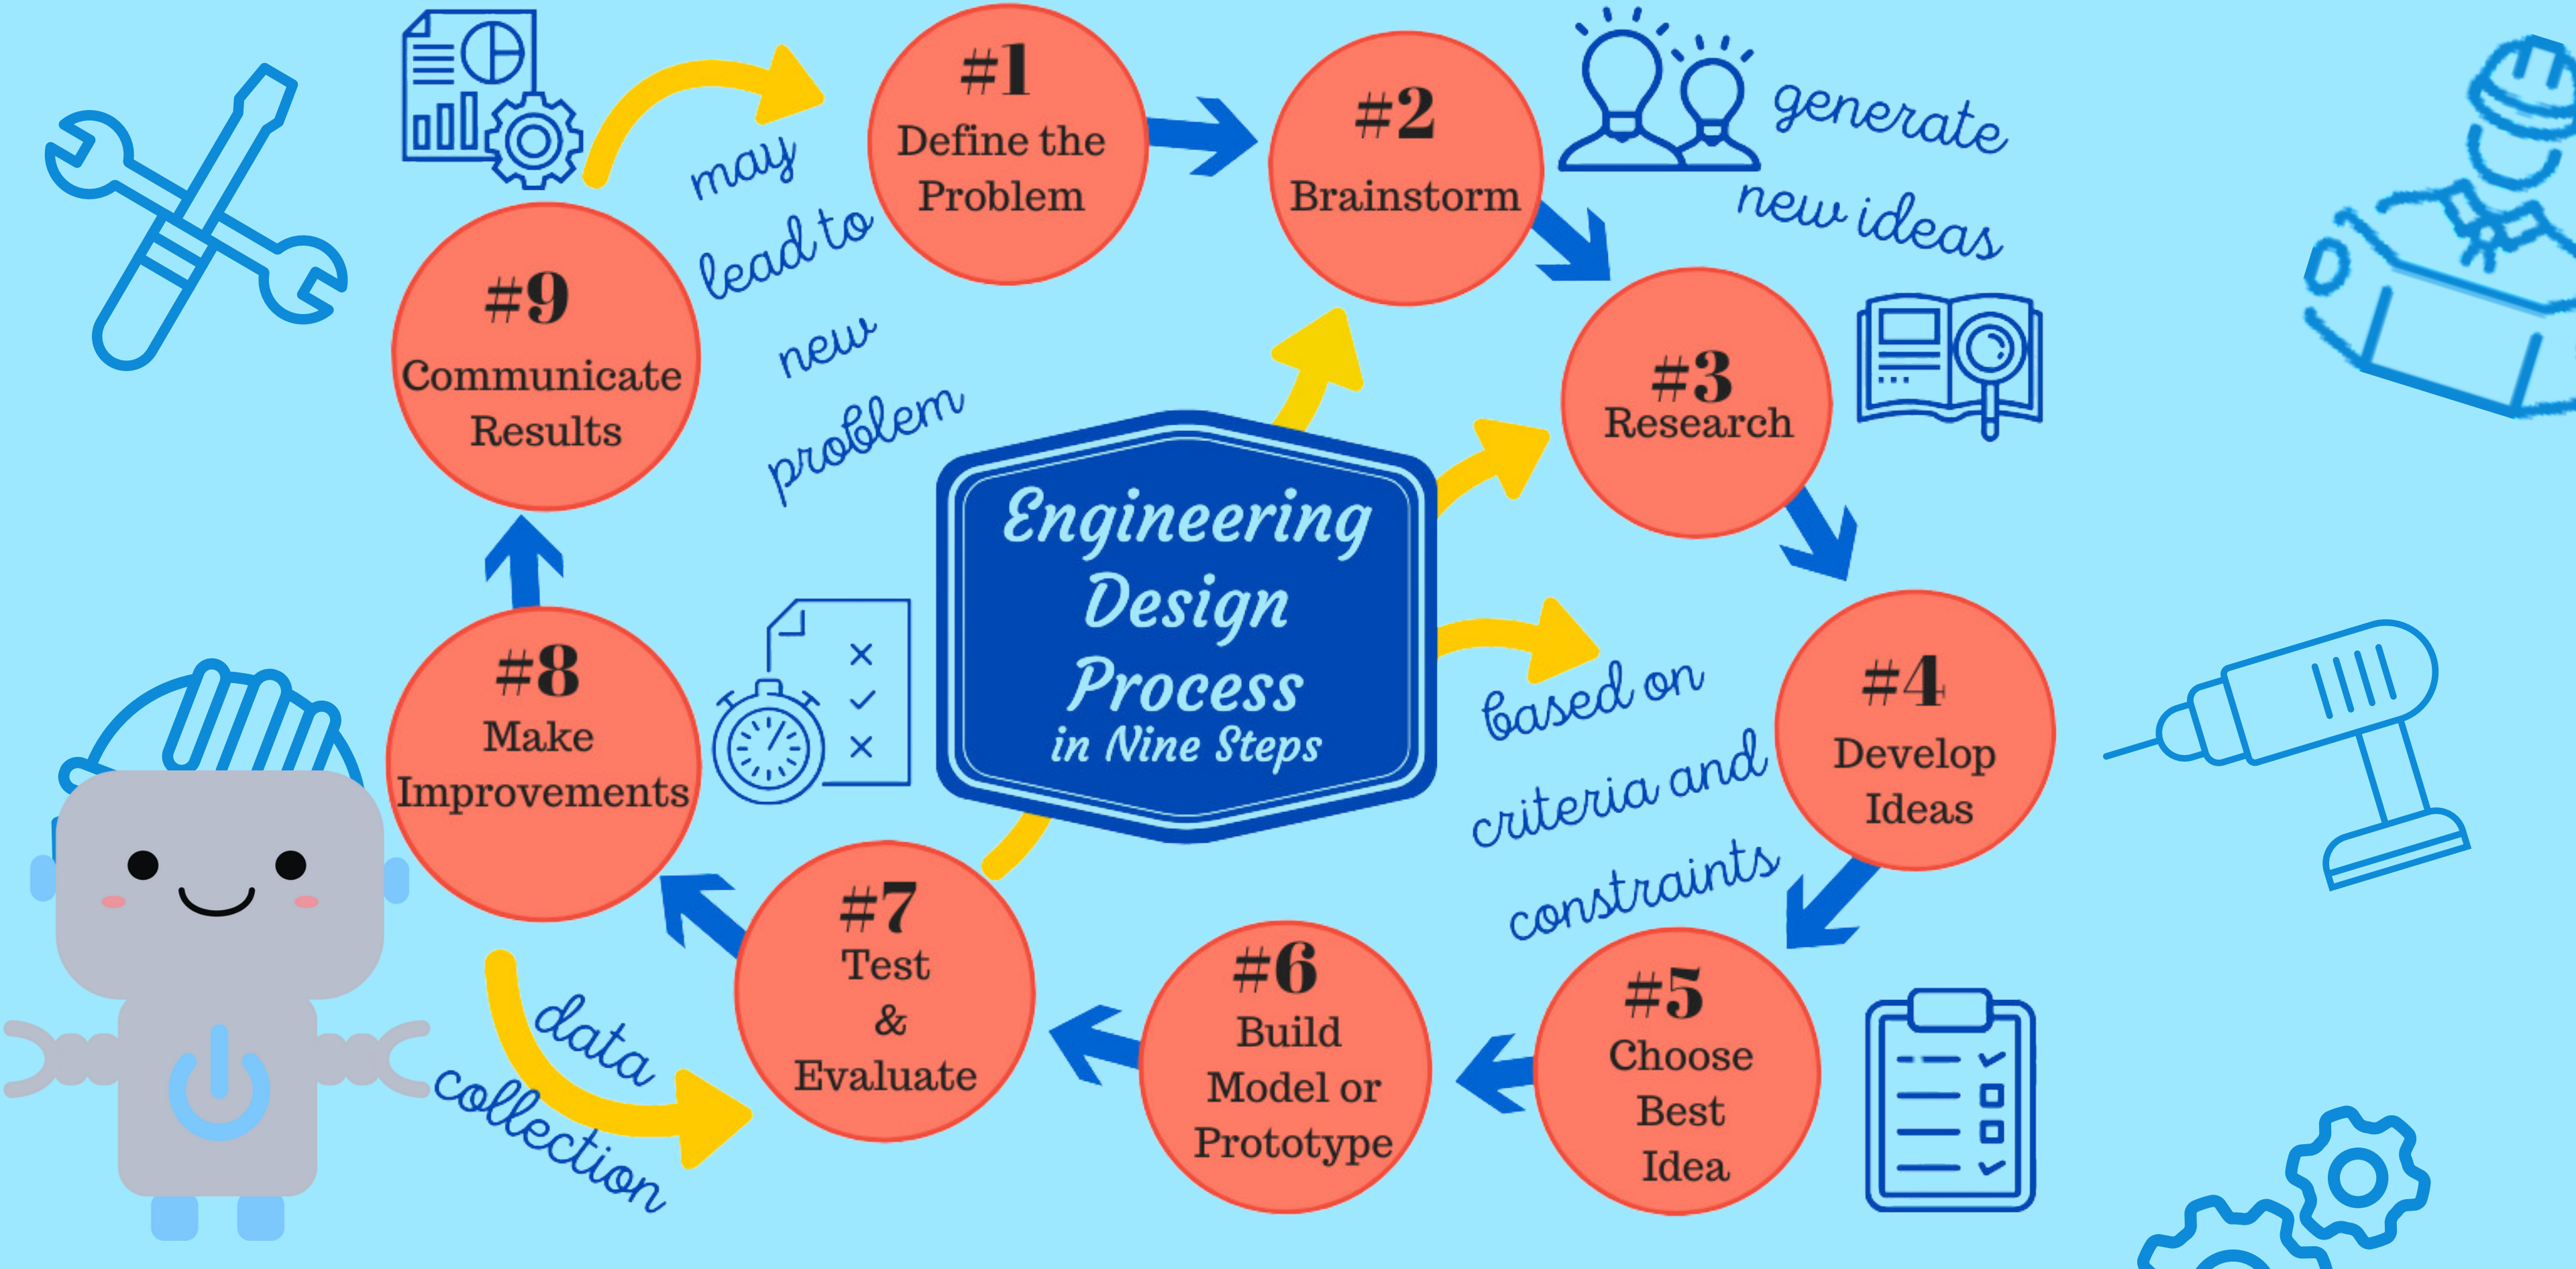 #1
Define the
Problem
#2
Brainstorm
generate
new ideas
#3
Research
#4
Develop
Ideas
based on
criteria and
constraints
#5
Choose
Best
Idea
#6
Build
Model or
Prototype
#7
Test
&
Evaluate
data
collection
#8
Make
Improvements
#9
Communicate
Results
may
lead to
new
problem
Engineering
Design
Process
in Nine Steps